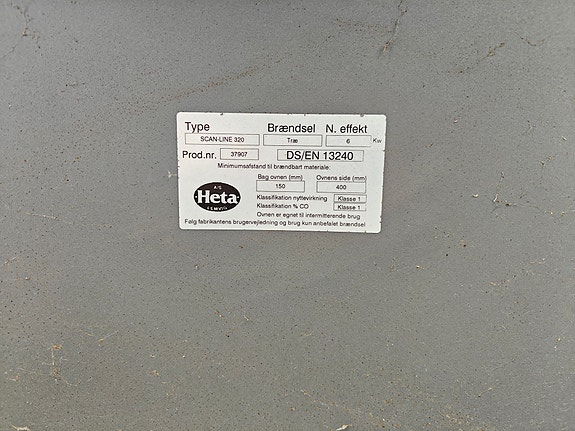 Type Brændsel N. effekt
SCAN-LINE 320 Træ 6 Kw
Prod.nr. 37907 DS/EN 13240
Minimumsafstand til brændbart materiale:
Bag ovnen (mm) Ovnens side (mm)
150 400
Klassifikation nyttevirkning Klasse 1
Klassifikation % CO Klasse 1
Ovnen er egnet til intermitterende brug
Følg fabrikantens brugervejledning og brug kun anbefalet brændsel
A/S
Heta
LEMVIG